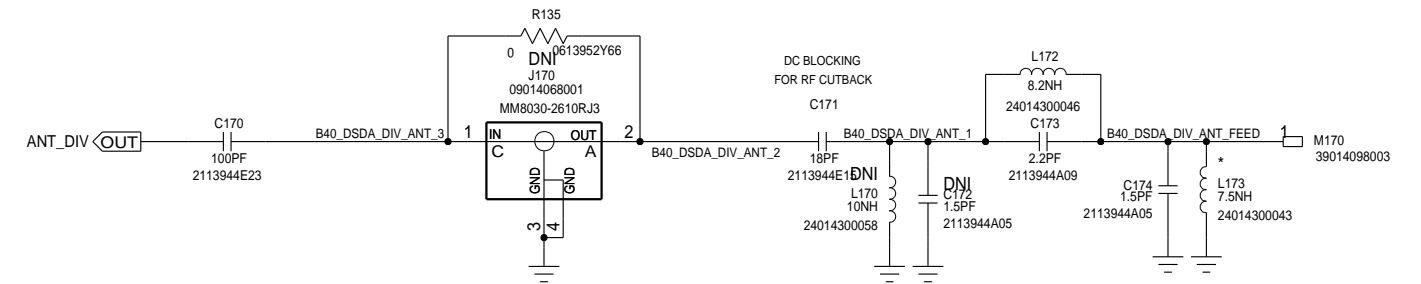 R135
0
0613952Y66
DNI
J170
09014068001
MM8030-2610RJ3
ANT_DIV
OUT
C170
100PF
2113944E23
B40_DSDA_DIV_ANT_3
1
IN
C
OUT
A
2
GND
GND
3
4
B40_DSDA_DIV_ANT_2
DC BLOCKING
FOR RF CUTBACK
C171
18PF
2113944E15
B40_DSDA_DIV_ANT_1
DNI
L170
10NH
24014300058
DNI
C172
1.5PF
2113944A05
L172
8.2NH
24014300046
C173
2.2PF
2113944A09
B40_DSDA_DIV_ANT_FEED
C174
1.5PF
2113944A05
*
L173
7.5NH
24014300043
1
M170
39014098003